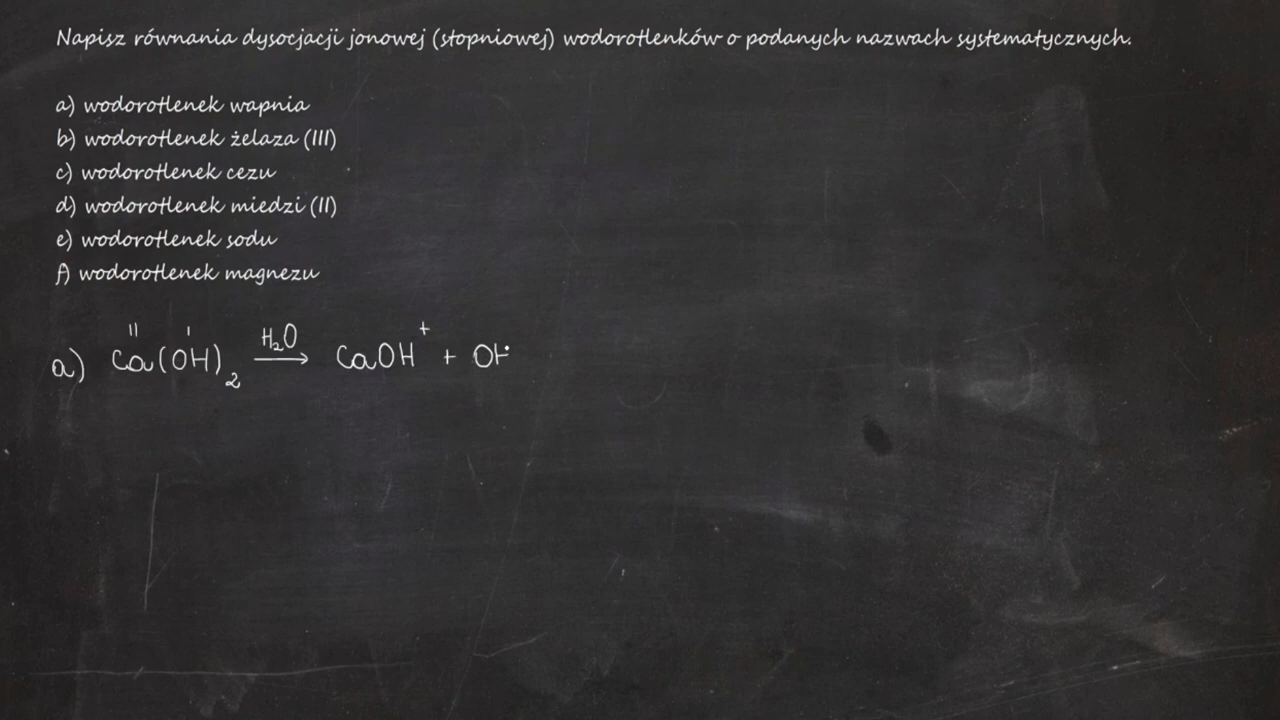 Napisz równania dysocjacji jonowej (stopniowej) wodorotlenków o podanych nazwach systematycznych.
a) wodorotlenek wapnia
b) wodorotlenek żelaza (III)
c) wodorotlenek cezu
d) wodorotlenek miedzi (II)
e) wodorotlenek sodu
f) wodorotlenek magnezu
a) Ca(OH)₂ H₂O → CaOH⁺ +